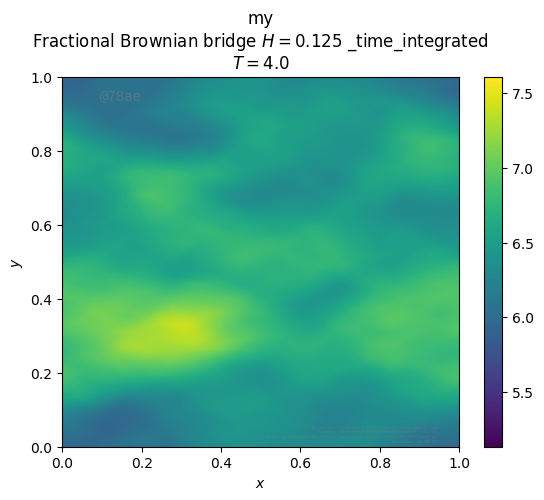 my
Fractional Brownian bridge H = 0.125 _time_integrated
T = 4.0
@78ae
1.0
0.8
0.6
0.4
0.2
0.0
y
0.0 0.2 0.4 0.6 0.8 1.0
x
7.5
7.0
6.5
6.0
5.5